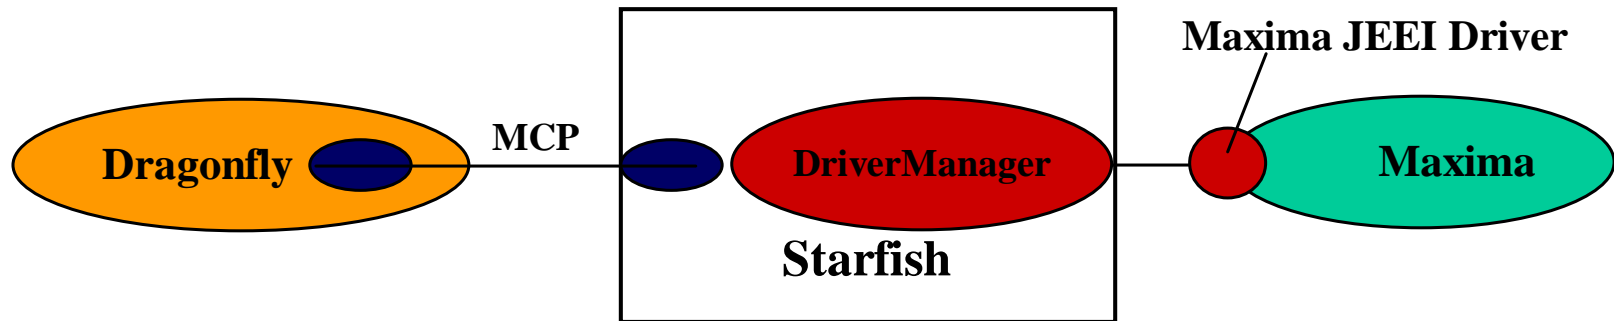 Maxima JEEI Driver
MCP
Dragonfly
DriverManager
Maxima
Starfish